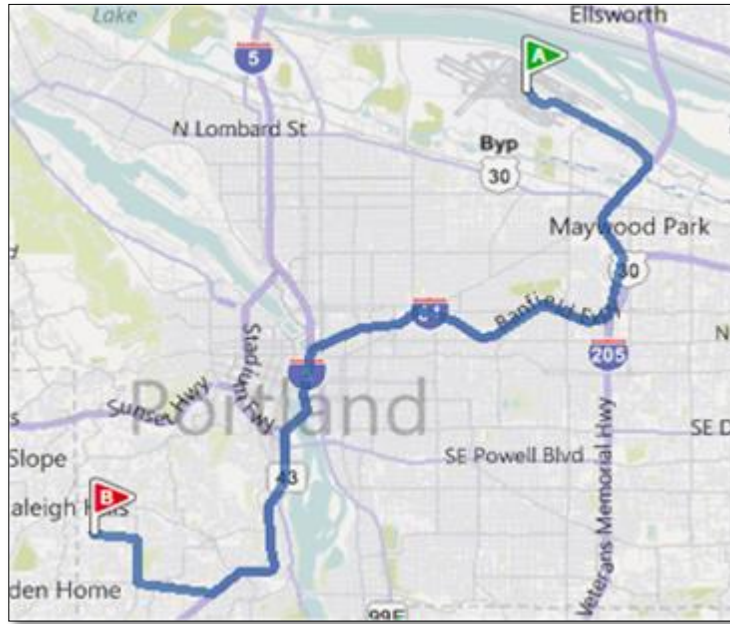 Lake
Ellsworth
5
A
N Lombard St
Byp
30
Maywood Park
30
Banfield Expy
205
Stadium Fwy
Sunset Hwy
Portland
SE Powell Blvd
SE D
Slope
43
B
aleigh Hills
Veterans Memorial Hwy
den Home
99E
N